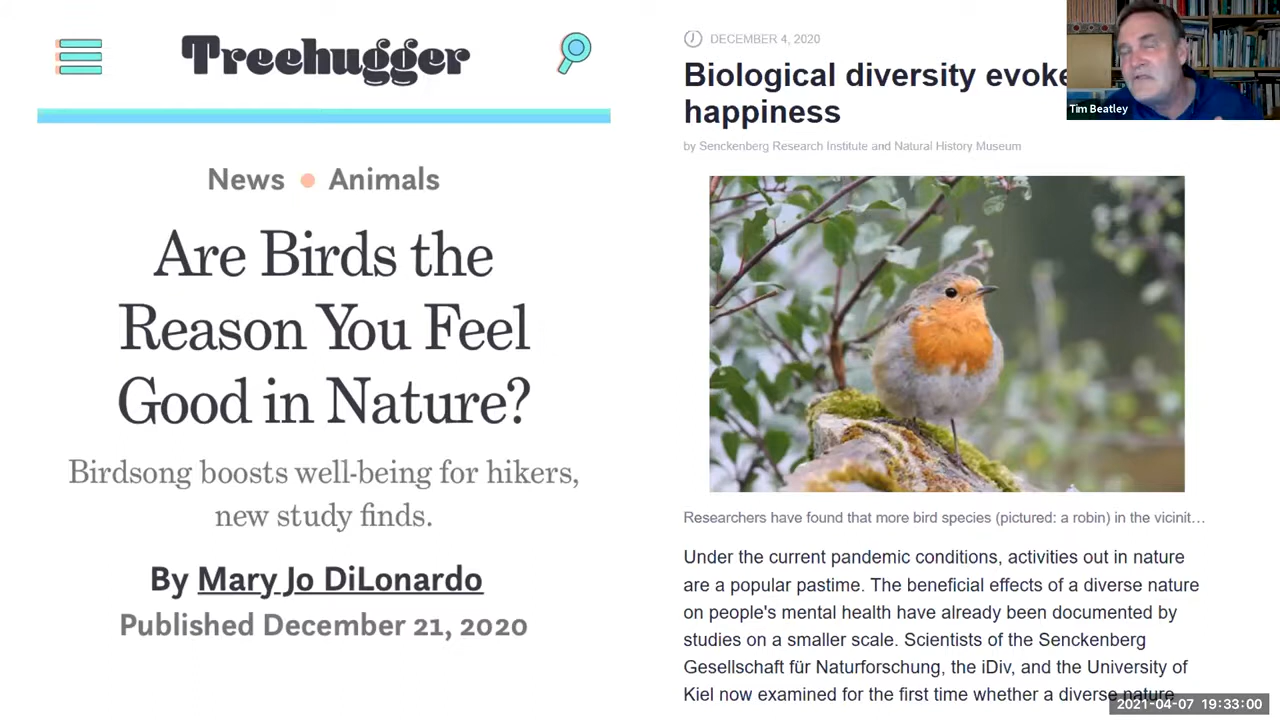 Treehugger
News • Animals
Are Birds the
Reason You Feel
Good in Nature?
Birdsong boosts well-being for hikers,
new study finds.
By Mary Jo DiLonardo
Published December 21, 2020
DECEMBER 4, 2020
Biological diversity evoke
happiness
by Senckenberg Research Institute and Natural History Museum
Researchers have found that more bird species (pictured: a robin) in the vicinit…
Under the current pandemic conditions, activities out in nature
are a popular pastime. The beneficial effects of a diverse nature
on people's mental health have already been documented by
studies on a smaller scale. Scientists of the Senckenberg
Gesellschaft für Naturforschung, the iDiv, and the University of
Kiel now examined for the first time whether a diverse nature
Tim Beatley
2021-04-07 19:33:00